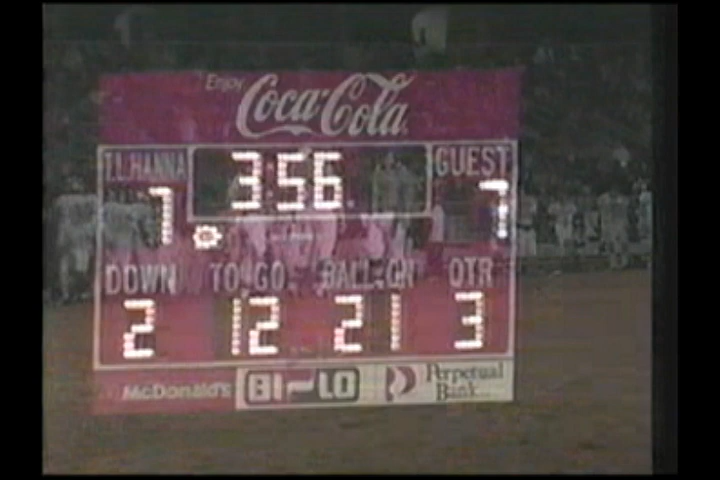 Enjoy
Coca-Cola
T.L.HANNA 3:56 GUEST
7 7
DOWN TO GO BALL ON QTR
2 12 21 3
McDonald's BI-LO Perpetual Bank